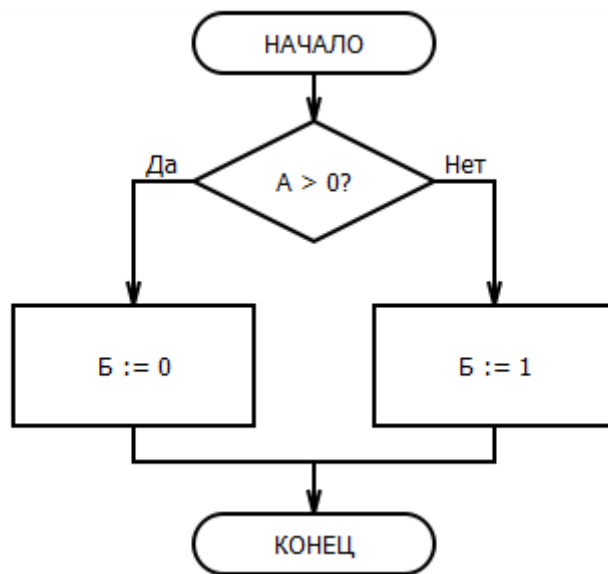 НАЧАЛО
А > 0?
Да
Нет
Б := 0
Б := 1
КОНЕЦ